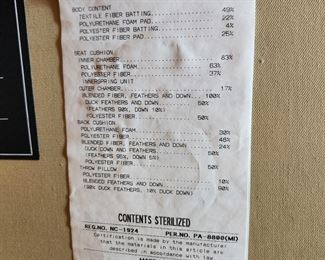 BODY CONTENT
TEXTILE FIBER BATTING 49%
POLYURETHANE FOAM PAD 22%
POLYESTER FIBER BATTING 4%
POLYESTER FIBER PAD 25%
SEAT CUSHION
INNER CHAMBER 83%
POLYURETHANE FOAM 63%
POLYESTER FIBER 37%
INNERSPRING UNIT
OUTER CHAMBER 17%
BLENDED FIBER, FEATHERS AND DOWN 100%
DUCK FEATHERS AND DOWN 50%
(FEATHERS 90%, DOWN 10%)
POLYESTER FIBER 50%
BACK CUSHION
POLYURETHANE FOAM 30%
POLYESTER FIBER 46%
BLENDED FIBER, FEATHERS AND DOWN 24%
DUCK DOWN AND FEATHERS 50%
(FEATHERS 95%, DOWN 5%)
POLYESTER FIBER 50%
THROW PILLOW
POLYESTER FIBER 10%
BLENDED FEATHERS AND DOWN 90%
(90% DUCK FEATHERS, 10% DUCK DOWN)
CONTENTS STERILIZED
REG.NO. NC-1924 PER.NO. PA-8800(MI)
Certification is made by the manufacturer
that the materials in this article are
described in accordance with law